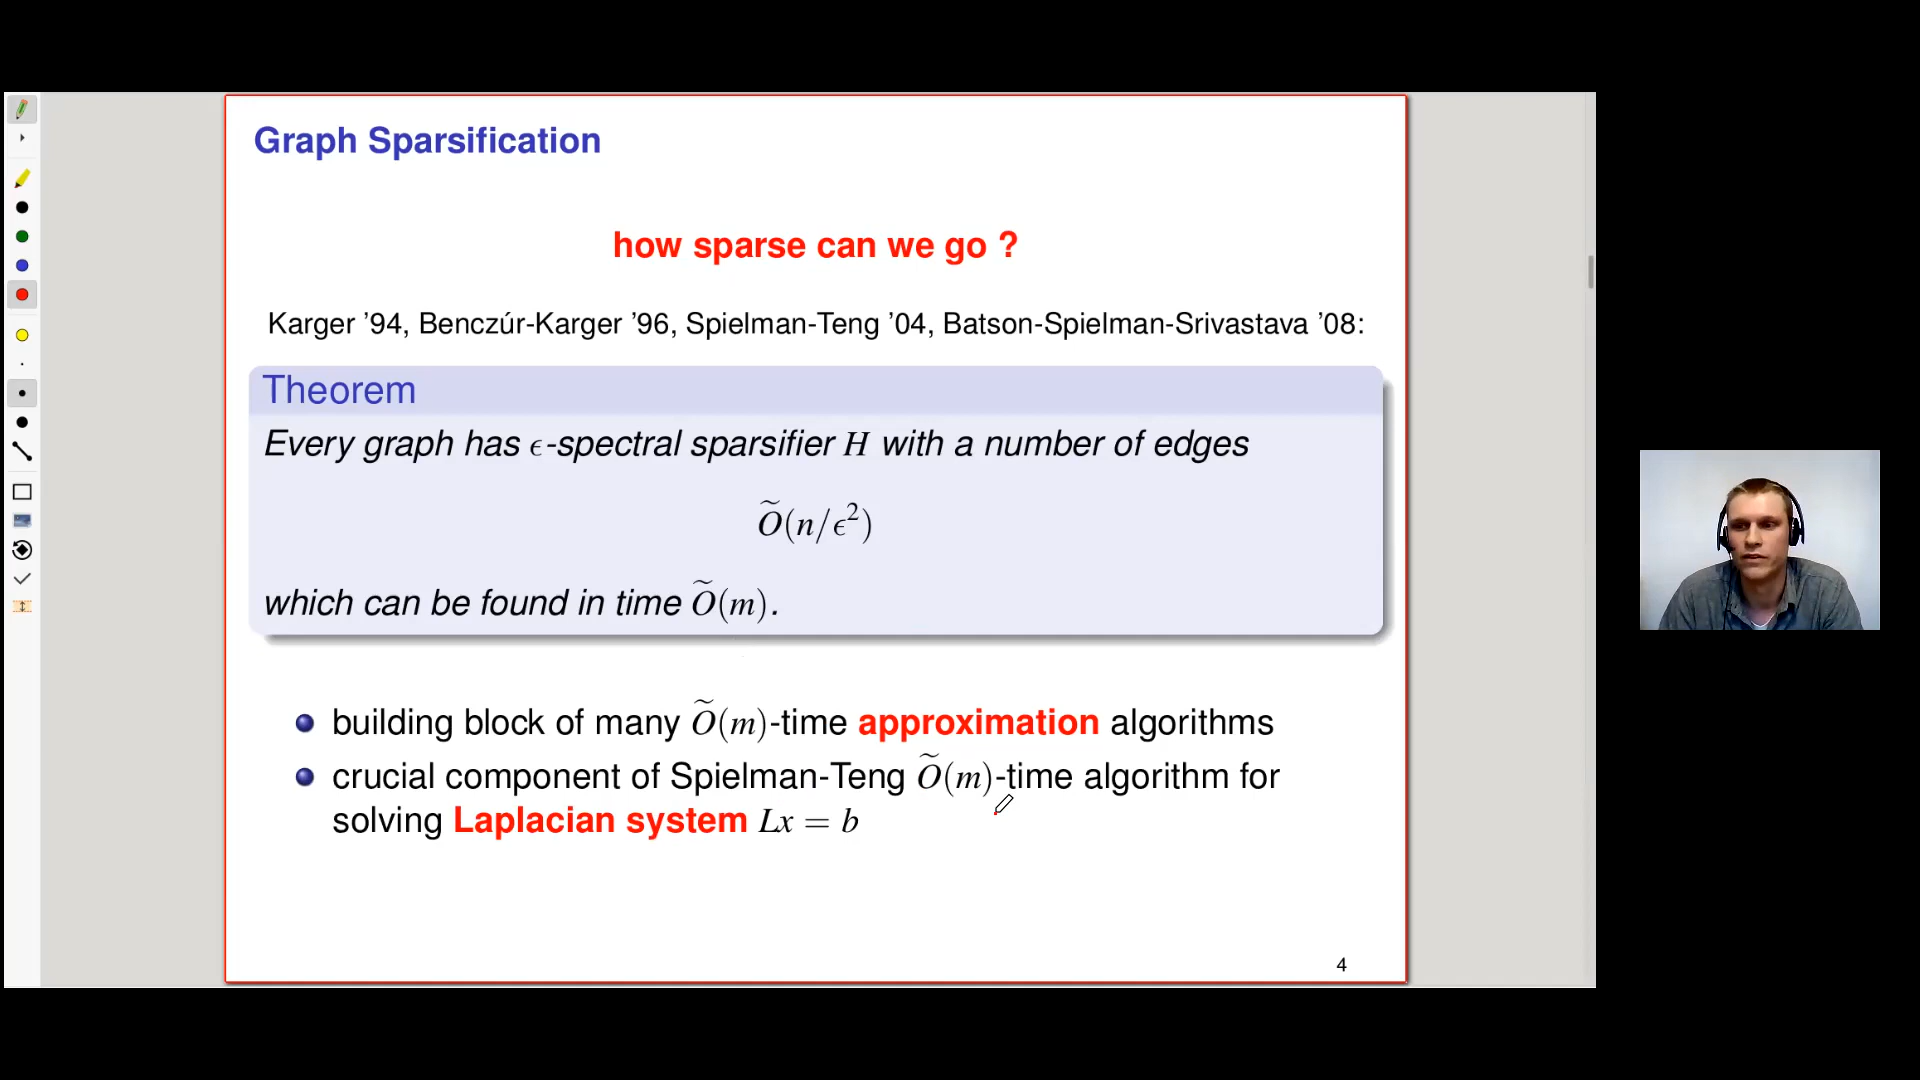 Graph Sparsification
how sparse can we go ?
Karger ’94, Benczúr-Karger ’96, Spielman-Teng ’04, Batson-Spielman-Srivastava ’08:
Theorem
Every graph has ϵ-spectral sparsifier H with a number of edges
Õ(n/ϵ²)
which can be found in time Õ(m).
building block of many Õ(m)-time approximation algorithms
crucial component of Spielman-Teng Õ(m)-time algorithm for
solving Laplacian system Lx = b
4